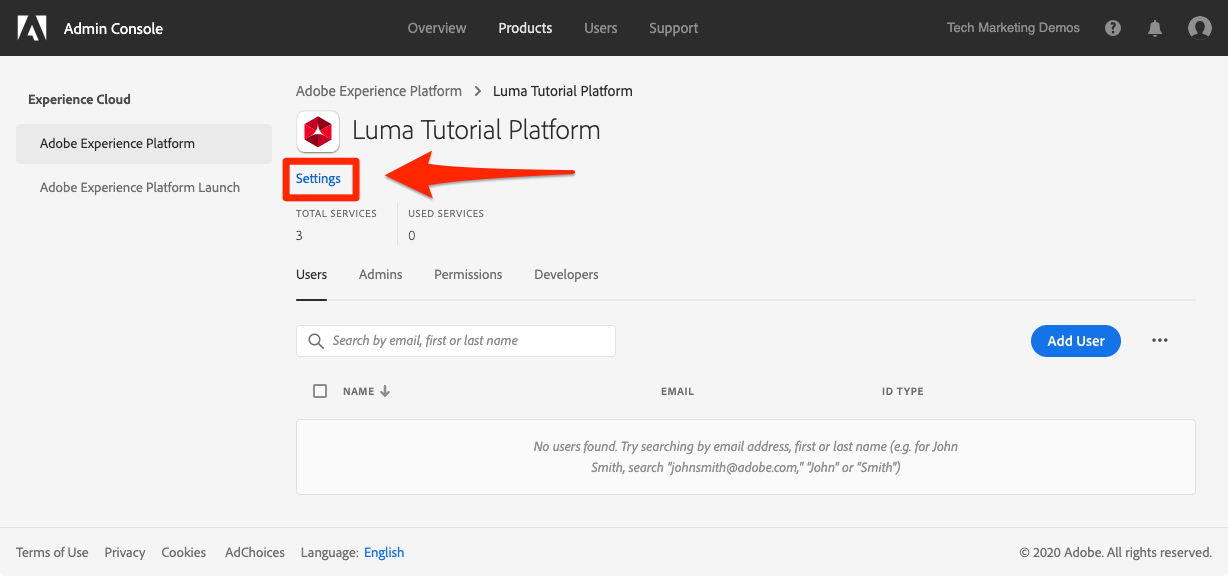 Admin Console
Overview Products Users Support
Tech Marketing Demos
Experience Cloud
Adobe Experience Platform
Adobe Experience Platform Launch
Adobe Experience Platform > Luma Tutorial Platform
Luma Tutorial Platform
Settings
TOTAL SERVICES USED SERVICES
3 0
Users Admins Permissions Developers
Search by email, first or last name
Add User
NAME EMAIL ID TYPE
No users found. Try searching by email address, first or last name (e.g. for John
Smith, search "johnsmith@adobe.com," "John" or "Smith")
Terms of Use Privacy Cookies AdChoices Language: English
© 2020 Adobe. All rights reserved.